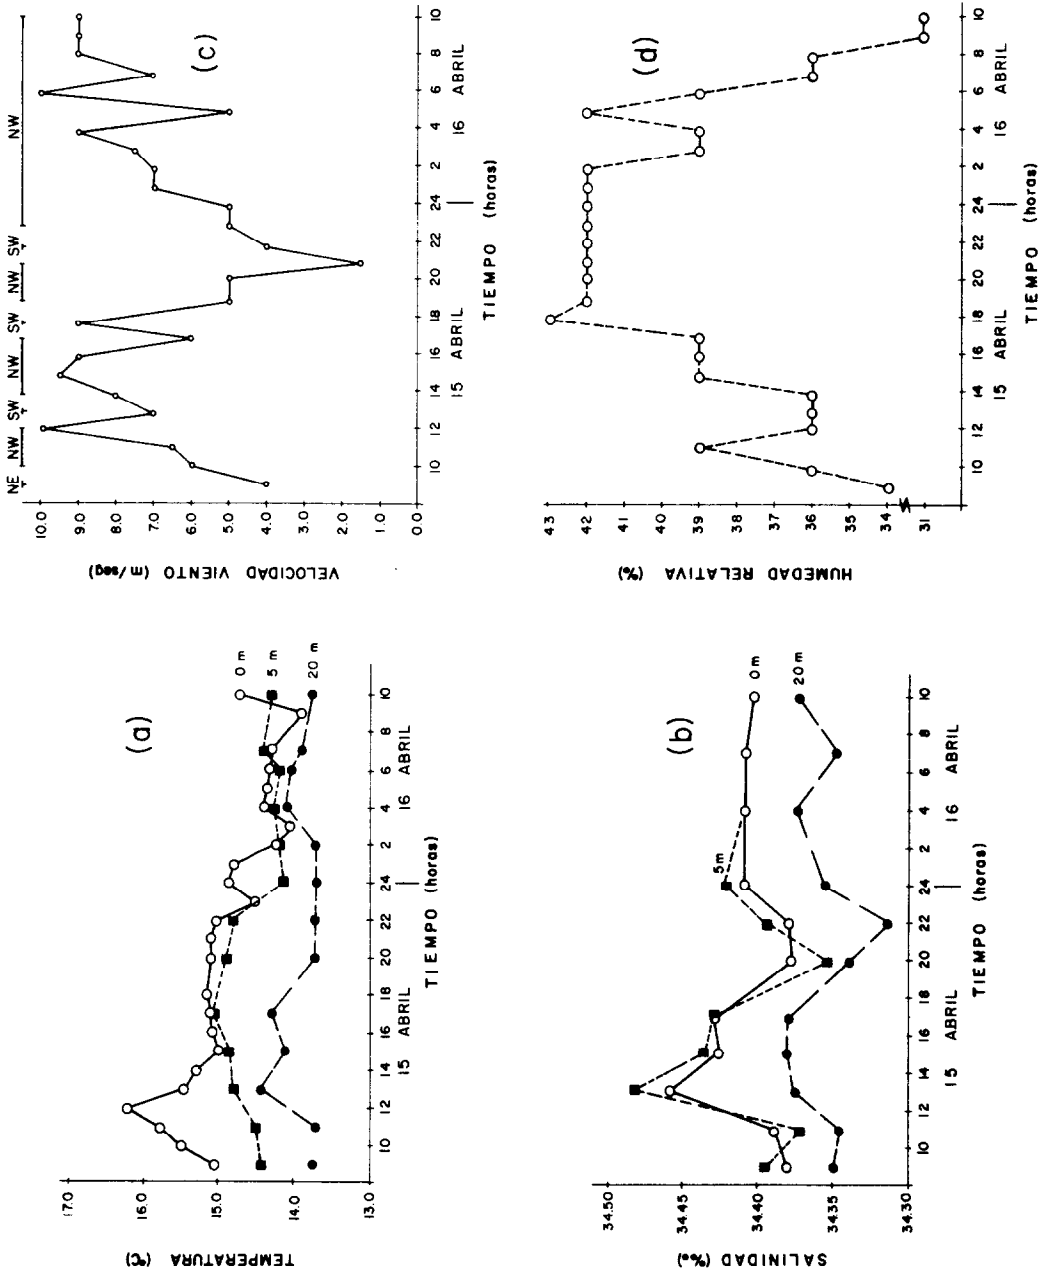 (a)
17.0
16.0
15.0
14.0
13.0
TEMPERATURA (°C)
0 m
5 m
20 m
10 12 14 16 18 20 22 24 2 4 6 8 10
15 ABRIL 16 ABRIL
TIEMPO (horas)
(b)
34.50
34.45
34.40
34.35
34.30
SALINIDAD (‰)
5m
0 m
20 m
10 12 14 16 18 20 22 24 2 4 6 8 10
15 ABRIL 16 ABRIL
TIEMPO (horas)
(c)
NE NW SW NW SW NW SW NW
10.0
9.0
8.0
7.0
6.0
5.0
4.0
3.0
2.0
1.0
0.0
VELOCIDAD VIENTO (m/seg)
10 12 14 16 18 20 22 24 2 4 6 8 10
15 ABRIL 16 ABRIL
TIEMPO (horas)
(d)
43
42
41
40
39
38
37
36
35
34
31
HUMEDAD RELATIVA (‰)
10 12 14 16 18 20 22 24 2 4 6 8 10
15 ABRIL 16 ABRIL
TIEMPO (horas)